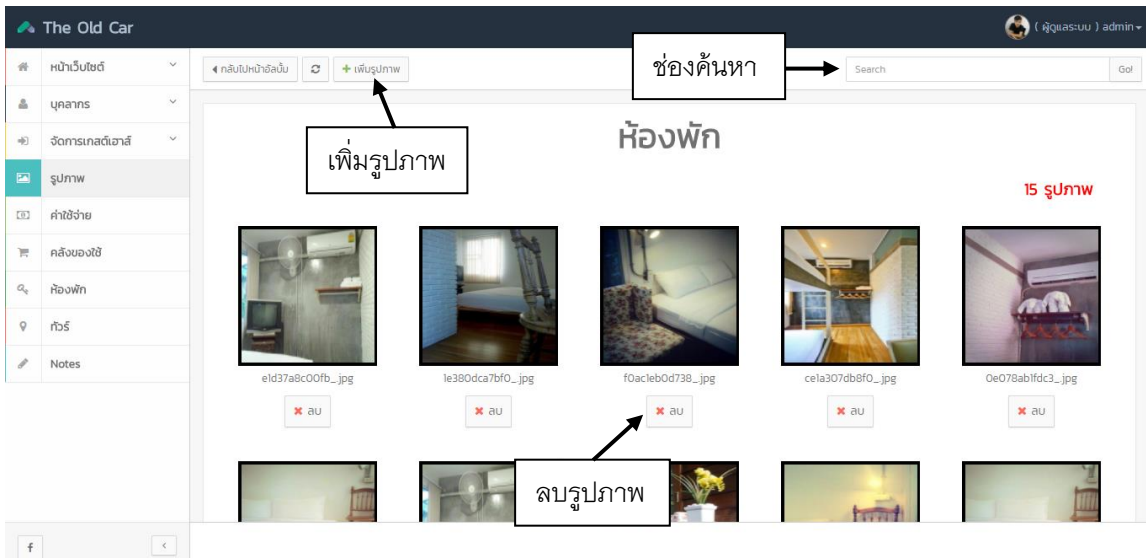 The Old Car
( ผู้ดูแลระบบ ) admin
หน้าเว็บไซต์
บุคลากร
จัดการเกสต์เฮาส์
รูปภาพ
ค่าใช้จ่าย
คลังของใช้
ห้องพัก
ทัวร์
Notes
กลับไปหน้าอัลบั้ม
+ เพิ่มรูปภาพ
ช่องค้นหา
Search
Go!
เพิ่มรูปภาพ
ห้องพัก
15 รูปภาพ
e1d37a8c00fb_.jpg
1e380dca7bf0_.jpg
f0ac1eb0d738_.jpg
ce1a307db8f0_.jpg
0e078ab1fdc3_.jpg
ลบ
ลบ
ลบ
ลบ
ลบ
ลบรูปภาพ